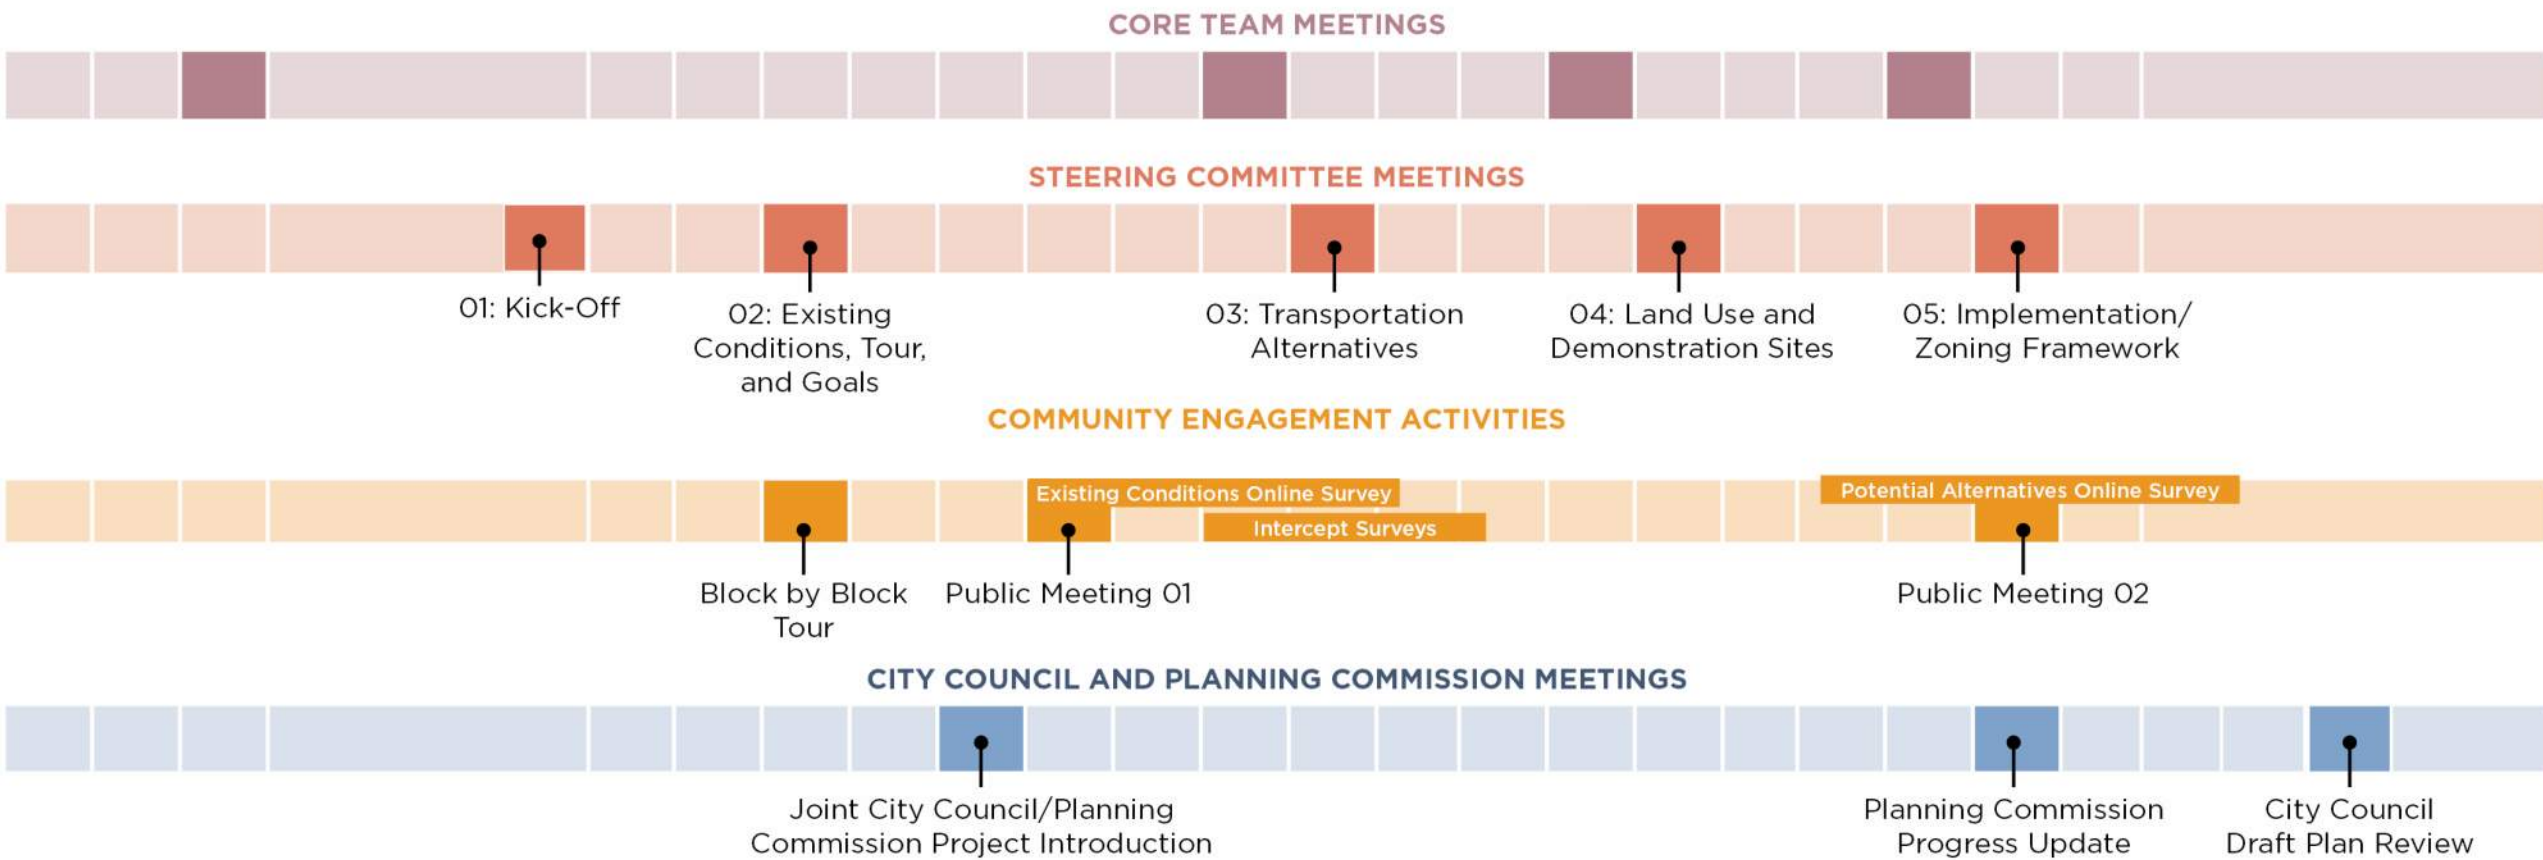 CORE TEAM MEETINGS
STEERING COMMITTEE MEETINGS
01: Kick-Off
02: Existing
Conditions, Tour,
and Goals
03: Transportation
Alternatives
04: Land Use and
Demonstration Sites
05: Implementation/
Zoning Framework
COMMUNITY ENGAGEMENT ACTIVITIES
Existing Conditions Online Survey
Intercept Surveys
Potential Alternatives Online Survey
Block by Block
Tour
Public Meeting 01
Public Meeting 02
CITY COUNCIL AND PLANNING COMMISSION MEETINGS
Joint City Council/Planning
Commission Project Introduction
Planning Commission
Progress Update
City Council
Draft Plan Review